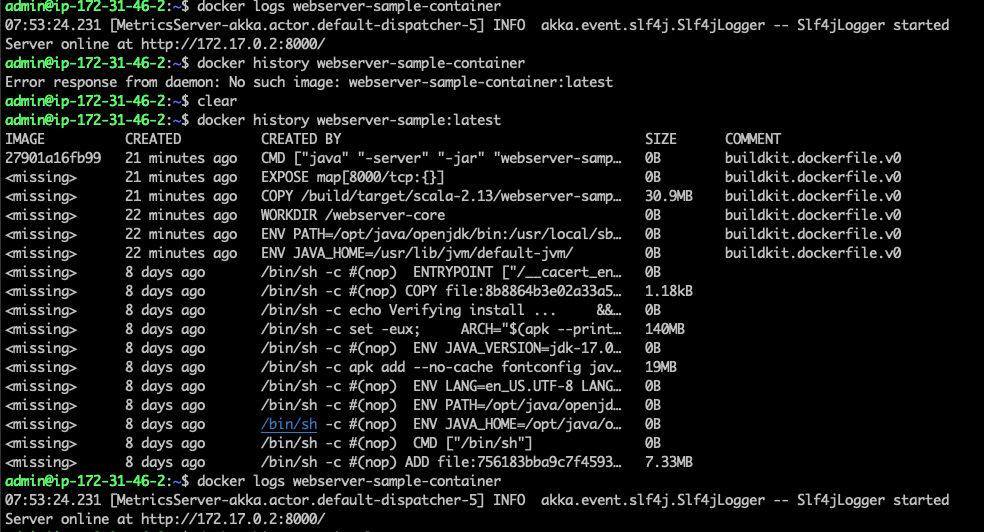 admin@ip-172-31-46-2:~$ docker logs webserver-sample-container
07:53:24.231 [MetricsServer-akka.actor.default-dispatcher-5] INFO  akka.event.slf4j.Slf4jLogger -- Slf4jLogger started
Server online at http://172.17.0.2:8000/
admin@ip-172-31-46-2:~$ docker history webserver-sample-container
Error response from daemon: No such image: webserver-sample-container:latest
admin@ip-172-31-46-2:~$ clear
admin@ip-172-31-46-2:~$ docker history webserver-sample:latest
IMAGE          CREATED          CREATED BY                                      SIZE      COMMENT
27901a16fb99   21 minutes ago   CMD ["java" "-server" "-jar" "webserver-samp…   0B        buildkit.dockerfile.v0
<missing>      21 minutes ago   EXPOSE map[8000/tcp:{}]                         0B        buildkit.dockerfile.v0
<missing>      21 minutes ago   COPY /build/target/scala-2.13/webserver-samp…   30.9MB    buildkit.dockerfile.v0
<missing>      22 minutes ago   WORKDIR /webserver-core                         0B        buildkit.dockerfile.v0
<missing>      22 minutes ago   ENV PATH=/opt/java/openjdk/bin:/usr/local/sb…   0B        buildkit.dockerfile.v0
<missing>      22 minutes ago   ENV JAVA_HOME=/usr/lib/jvm/default-jvm/         0B        buildkit.dockerfile.v0
<missing>      8 days ago       /bin/sh -c #(nop)  ENTRYPOINT ["/__cacert_en…   0B
<missing>      8 days ago       /bin/sh -c #(nop) COPY file:8b8864b3e02a33a5…   1.18kB
<missing>      8 days ago       /bin/sh -c echo Verifying install ...     &&…   0B
<missing>      8 days ago       /bin/sh -c set -eux;     ARCH="$(apk --print…   140MB
<missing>      8 days ago       /bin/sh -c #(nop)  ENV JAVA_VERSION=jdk-17.0…   0B
<missing>      8 days ago       /bin/sh -c apk add --no-cache fontconfig jav…   19MB
<missing>      8 days ago       /bin/sh -c #(nop)  ENV LANG=en_US.UTF-8 LANG…   0B
<missing>      8 days ago       /bin/sh -c #(nop)  ENV PATH=/opt/java/openjd…   0B
<missing>      8 days ago       /bin/sh -c #(nop)  ENV JAVA_HOME=/opt/java/o…   0B
<missing>      8 days ago       /bin/sh -c #(nop)  CMD ["/bin/sh"]              0B
<missing>      8 days ago       /bin/sh -c #(nop) ADD file:756183bba9c7f4593…   7.33MB
admin@ip-172-31-46-2:~$ docker logs webserver-sample-container
07:53:24.231 [MetricsServer-akka.actor.default-dispatcher-5] INFO  akka.event.slf4j.Slf4jLogger -- Slf4jLogger started
Server online at http://172.17.0.2:8000/